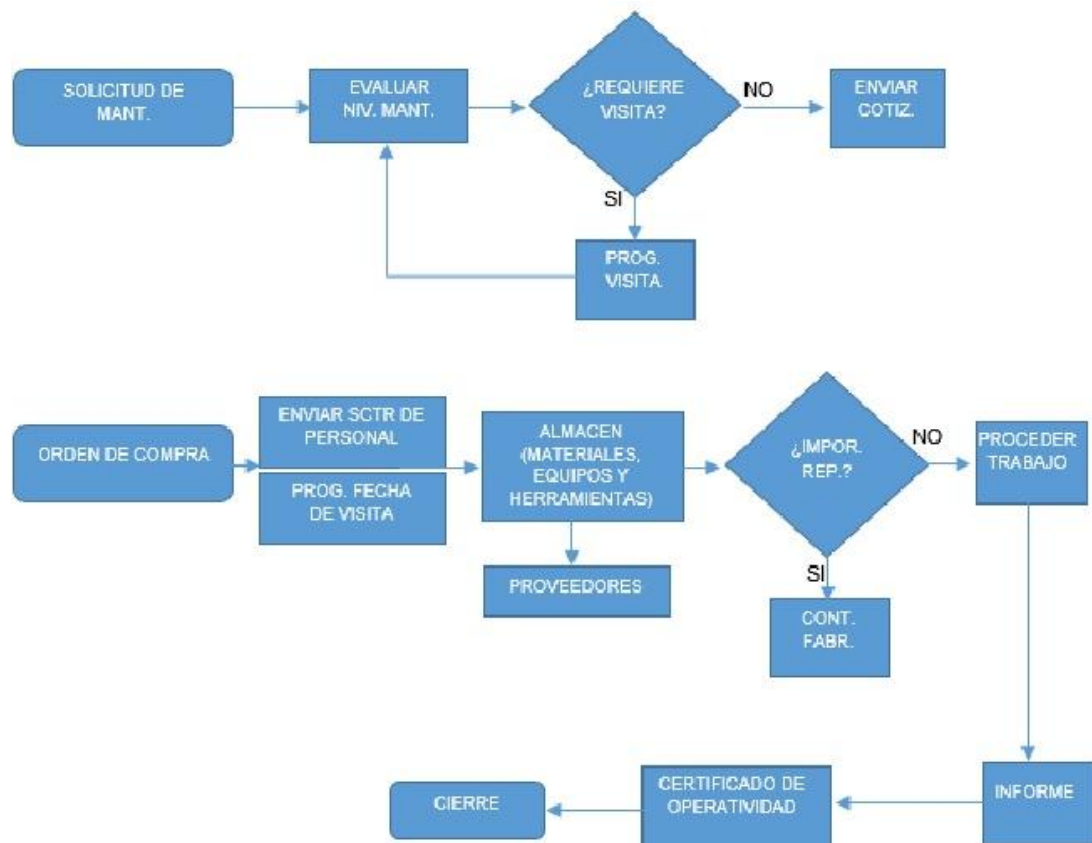 SOLICITUD DE
MANT.
EVALUAR
NIV. MANT.
¿REQUIERE
VISITA?
NO
ENVIAR
COTIZ.
SI
PROG.
VISITA
ORDEN DE COMPRA
ENVIAR SCTR DE
PERSONAL
PROG. FECHA
DE VISITA
ALMACEN
(MATERIALES,
EQUIPOS Y
HERRAMIENTAS)
PROVEEDORES
¿IMPOR.
REP.?
NO
PROCEDER
TRABAJO
SI
CONT.
FABR.
INFORME
CERTIFICADO DE
OPERATIVIDAD
CIERRE